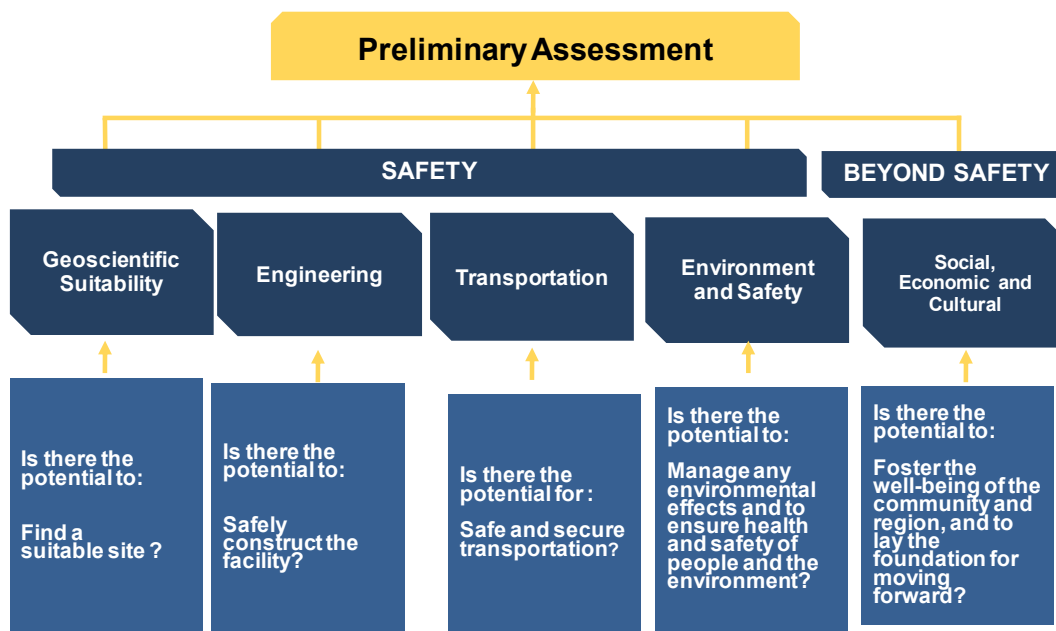 Preliminary Assessment
SAFETY
BEYOND SAFETY
Geoscientific
Suitability
Engineering
Transportation
Environment
and Safety
Social,
Economic and
Cultural
Is there the
potential to:
Find a
suitable site ?
Is there the
potential to:
Safely
construct the
facility?
Is there the
potential for :
Safe and secure
transportation?
Is there the
potential to:
Manage any
environmental
effects and to
ensure health
and safety of
people and the
environment?
Is there the
potential to:
Foster the
well-being of the
community and
region, and to
lay the
foundation for
moving
forward?